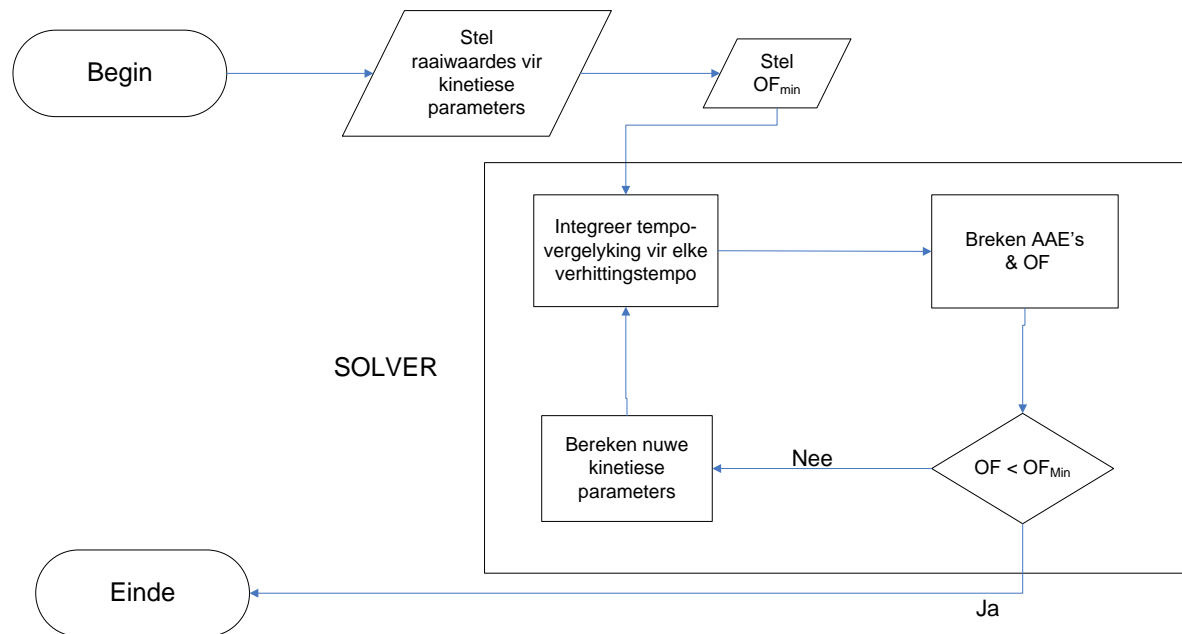 Begin
Stel
raaiwaardes vir
kinetiese
parameters
Stel
OFmin
Integreer tempo-
vergelyking vir elke
verhittingstempo
Breken AAE's
& OF
SOLVER
Bereken nuwe
kinetiese
parameters
Nee
OF < OFMin
Ja
Einde